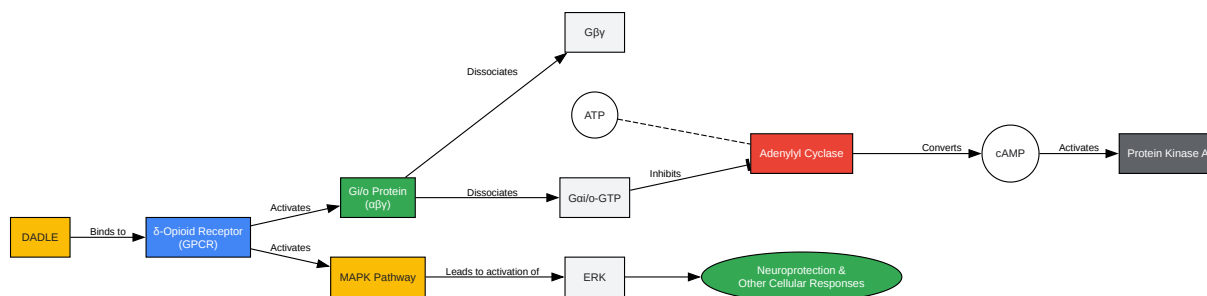 Gβγ
Dissociates
ATP
Adenylyl Cyclase
Converts
cAMP
Activates
Protein Kinase A
Inhibits
Gi/o Protein
(αβγ)
Dissociates
Gαi/o-GTP
Activates
DADLE
Binds to
δ-Opioid Receptor
(GPCR)
Activates
MAPK Pathway
Leads to activation of
ERK
Neuroprotection &
Other Cellular Responses